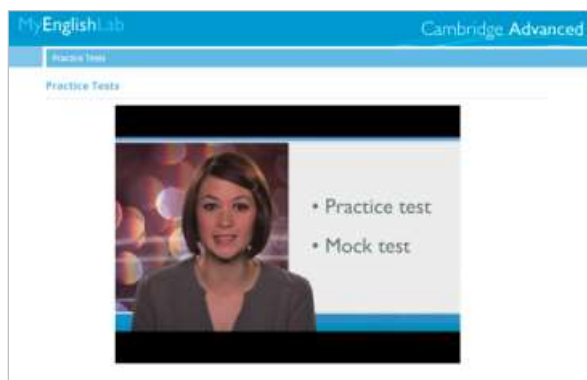 MyEnglishLab
Cambridge Advanced
Practice Tests
Practice Tests
• Practice test
• Mock test